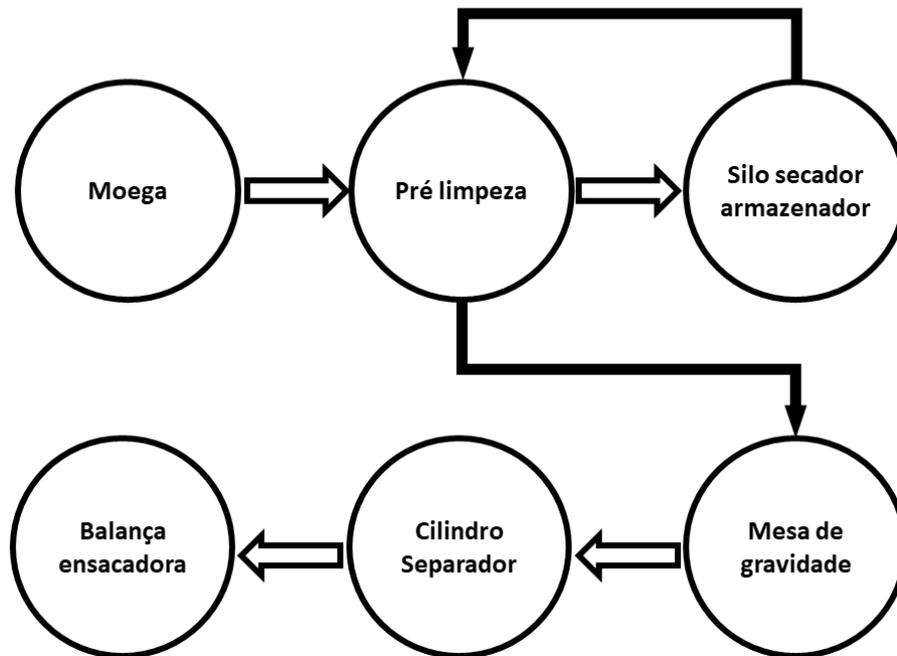 Moega
Pré limpeza
Silo secador
armazenador
Balança
ensacadora
Cilindro
Separador
Mesa de
gravidade